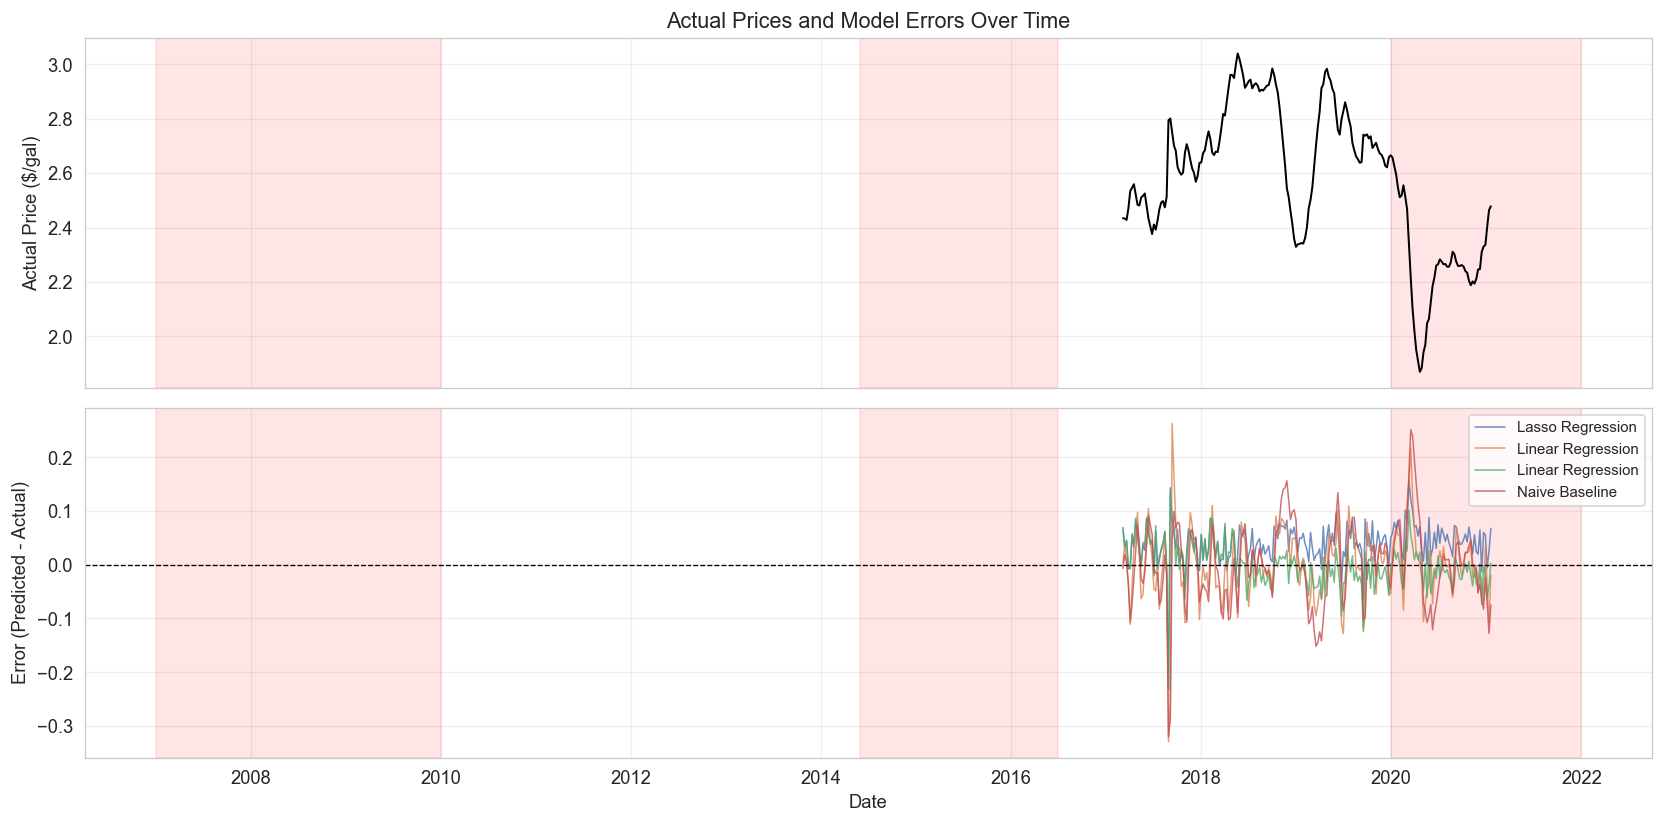 Actual Prices and Model Errors Over Time
Actual Price ($/gal)
3.0
2.8
2.6
2.4
2.2
2.0
Error (Predicted - Actual)
0.2
0.1
0.0
−0.1
−0.2
−0.3
Lasso Regression
Linear Regression
Linear Regression
Naive Baseline
2008 2010 2012 2014 2016 2018 2020 2022
Date